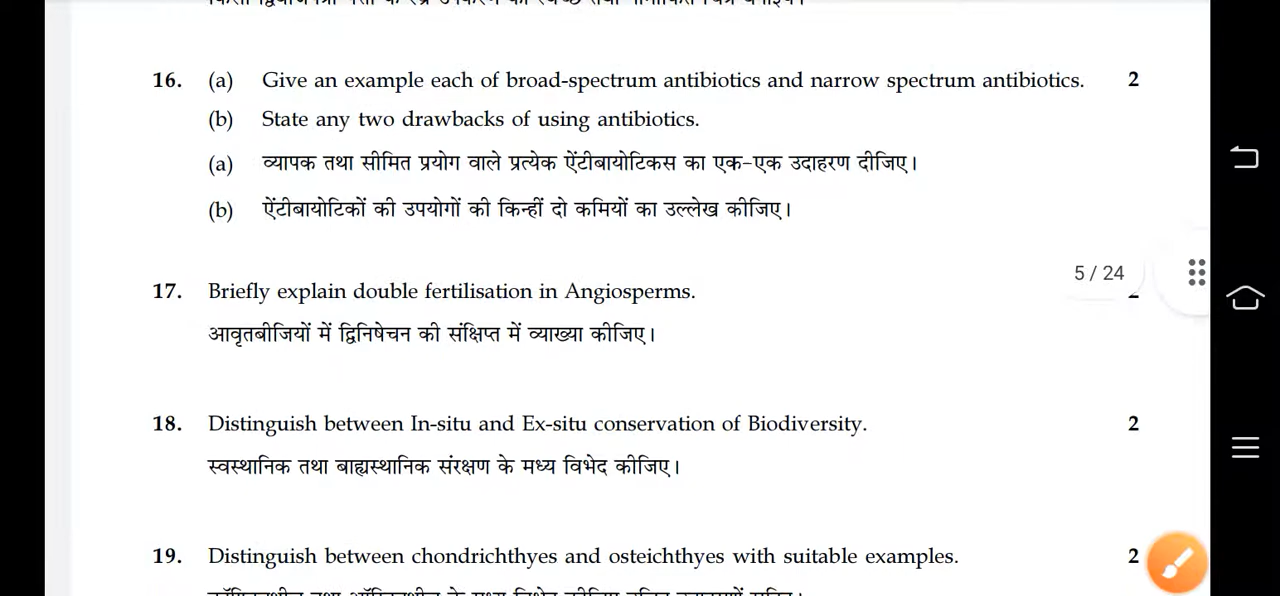 16. (a) Give an example each of broad-spectrum antibiotics and narrow spectrum antibiotics. 2
(b) State any two drawbacks of using antibiotics.
(a) व्यापक तथा सीमित प्रयोग वाले प्रत्येक ऐंटीबायोटिकस का एक-एक उदाहरण दीजिए।
(b) ऐंटीबायोटिकों की उपयोगों की किन्हीं दो कमियों का उल्लेख कीजिए।
5 / 24
17. Briefly explain double fertilisation in Angiosperms.
आवृतबीजियों में द्विनिषेचन की संक्षिप्त में व्याख्या कीजिए।
18. Distinguish between In-situ and Ex-situ conservation of Biodiversity. 2
स्वस्थानिक तथा बाह्यस्थानिक संरक्षण के मध्य विभेद कीजिए।
19. Distinguish between chondrichthyes and osteichthyes with suitable examples. 2